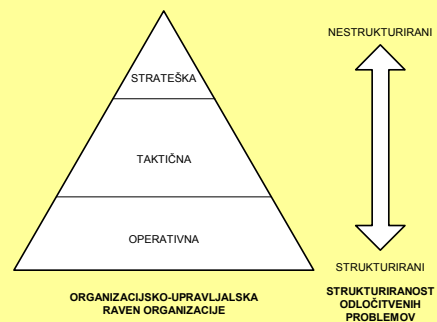 NESTRUKTURIRANI
STRATEŠKA
TAKTIČNA
OPERATIVNA
STRUKTURIRANI
ORGANIZACIJSKO-UPRAVLJALSKA
RAVEN ORGANIZACIJE
STRUKTURIRANOST
ODLOČITVENIH
PROBLEMOV